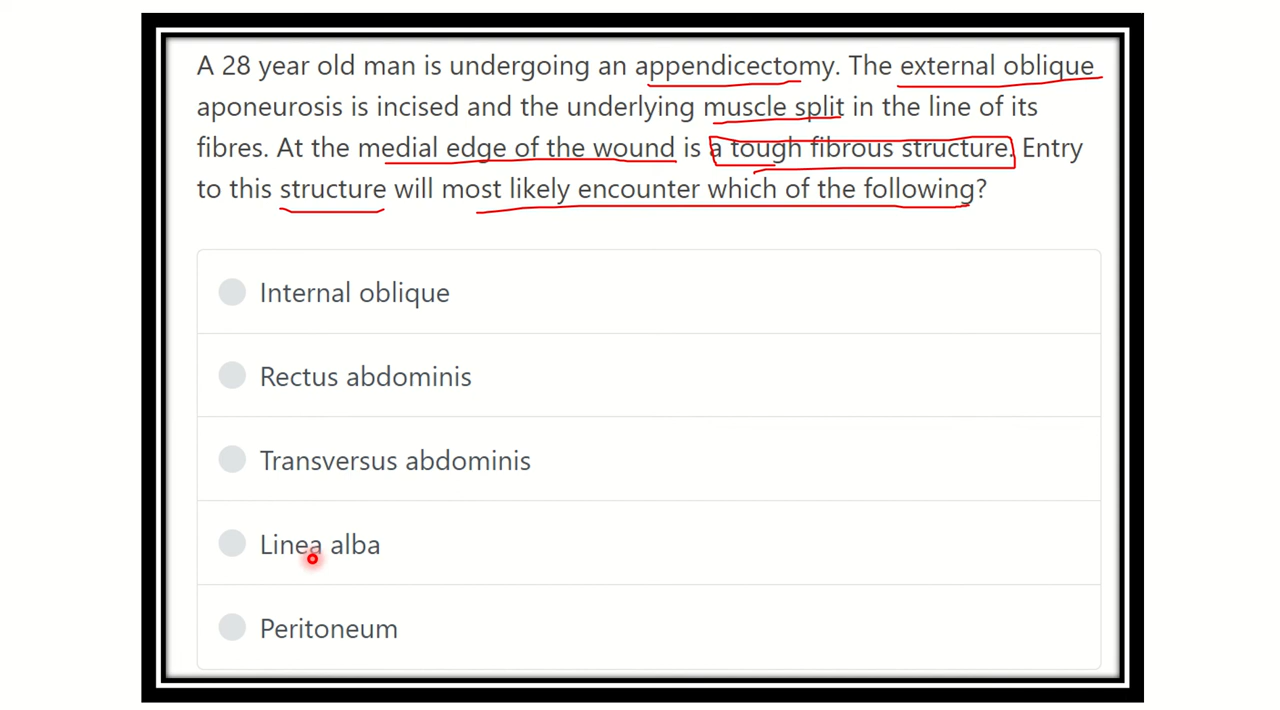 A 28 year old man is undergoing an appendicectomy. The external oblique
aponeurosis is incised and the underlying muscle split in the line of its
fibres. At the medial edge of the wound is a tough fibrous structure. Entry
to this structure will most likely encounter which of the following?
Internal oblique
Rectus abdominis
Transversus abdominis
Linea alba
Peritoneum